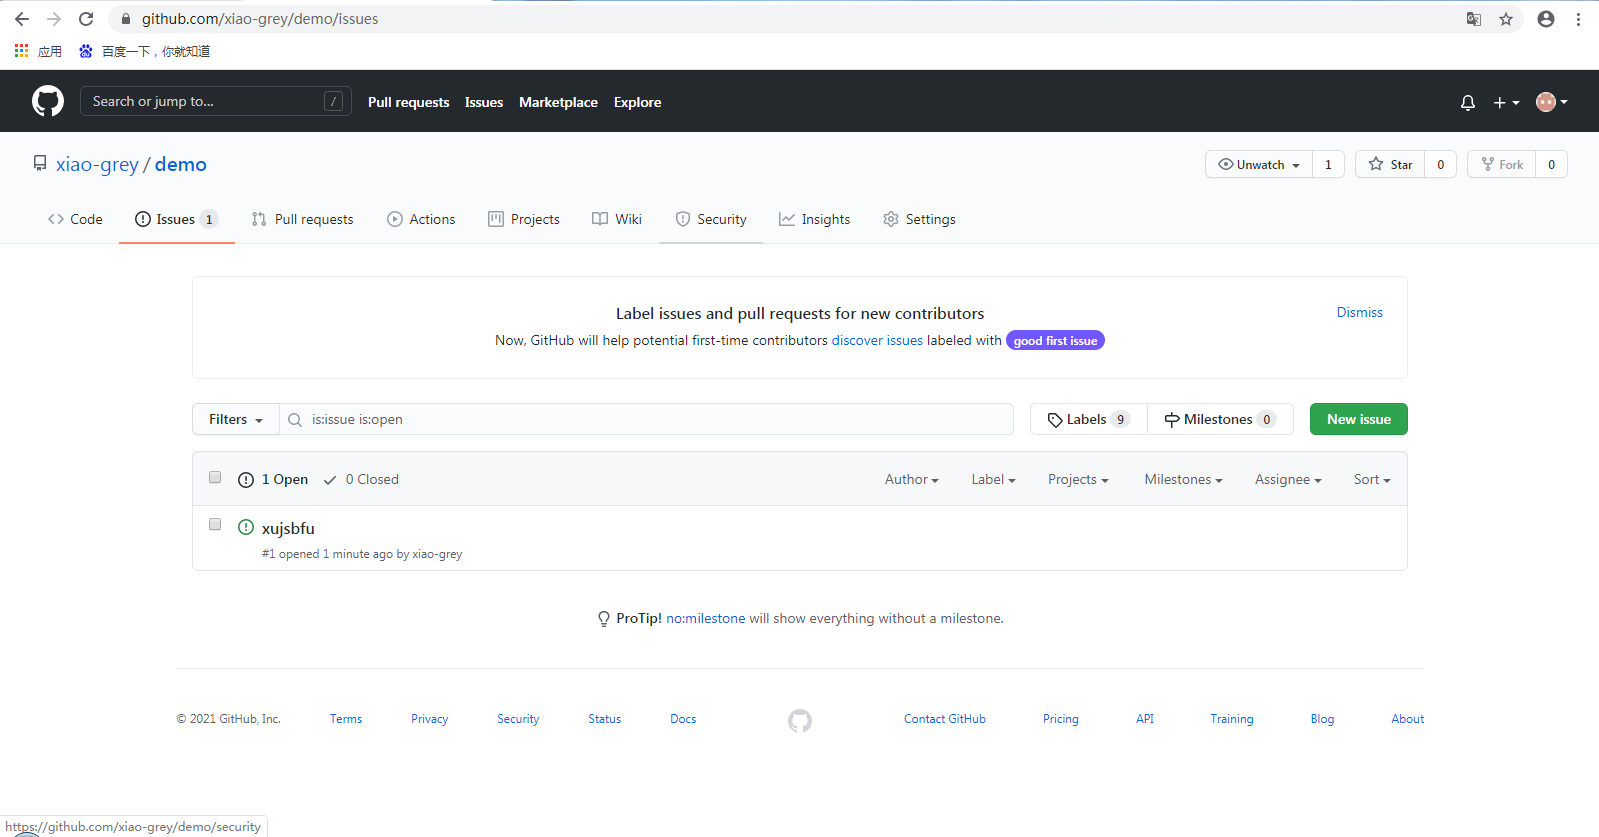 github.com/xiao-grey/demo/issues
应用 百度一下，你就知道
Search or jump to... / Pull requests Issues Marketplace Explore
xiao-grey / demo Unwatch 1 Star 0 Fork 0
Code Issues 1 Pull requests Actions Projects Wiki Security Insights Settings
Label issues and pull requests for new contributors Dismiss
Now, GitHub will help potential first-time contributors discover issues labeled with good first issue
Filters is:issue is:open Labels 9 Milestones 0 New issue
1 Open 0 Closed Author Label Projects Milestones Assignee Sort
xujsbfu
#1 opened 1 minute ago by xiao-grey
ProTip! no:milestone will show everything without a milestone.
© 2021 GitHub, Inc. Terms Privacy Security Status Docs Contact GitHub Pricing API Training Blog About
https://github.com/xiao-grey/demo/security